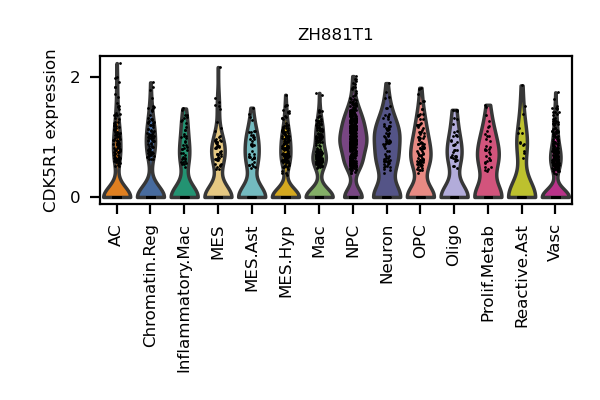 ZH881T1
CDK5R1 expression
2
0
AC
Chromatin.Reg
Inflammatory.Mac
MES
MES.Ast
MES.Hyp
Mac
NPC
Neuron
OPC
Oligo
Prolif.Metab
Reactive.Ast
Vasc